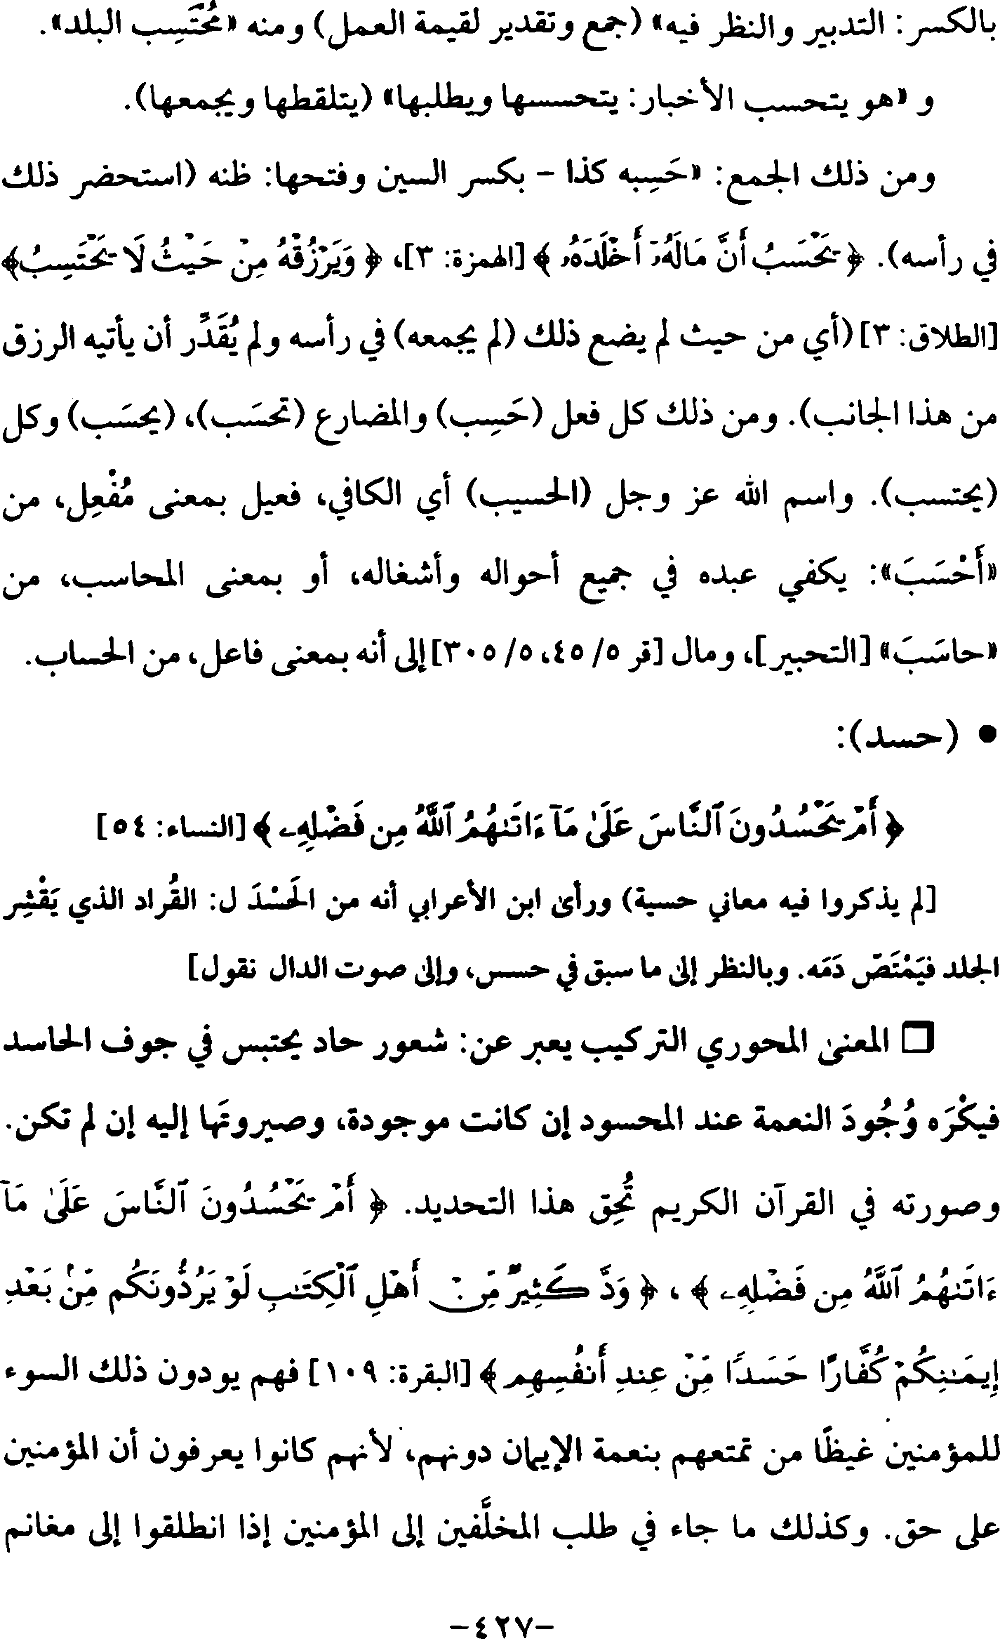 بالكسر: التدبير والنظر فيه» (جمع وتقدير لقيمة العمل) ومنه «مُحْتَسِب البلد».
و «هو يتحسب الأخبار: يتحسسها ويطلبها» (يتلقطها ويجمعها).
ومن ذلك الجمع: «حَسِبه كذا - بكسر السين وفتحها: ظنه (استحضر ذلك
في رأسه). ﴿ يَحْسَبُ أَنَّ مَالَهُۥٓ أَخْلَدَهُۥ ﴾ [الهمزة: ٣]، ﴿ وَيَرْزُقْهُ مِنْ حَيْثُ لَا يَحْتَسِبُ﴾
[الطلاق: ٣] (أي من حيث لم يضع ذلك (لم يجمعه) في رأسه ولم يُقَدِّر أن يأتيه الرزق
من هذا الجانب). ومن ذلك كل فعل (حَسِب) والمضارع (تحسَب)، (يحسَب) وكل
(يحتسب). واسم الله عز وجل (الحسيب) أي الكافي، فعيل بمعنى مُفْعِل، من
«أَحْسَبَ»: يكفي عبده في جميع أحواله وأشغاله، أو بمعنى المحاسب، من
«حاسَبَ» [التحبير]، ومال [قر ٥/ ٤٥، ٥/ ٣٠٥] إلى أنه بمعنى فاعل، من الحساب.
• (حسد):
﴿ أَمْ يَحْسُدُونَ ٱلنَّاسَ عَلَىٰ مَآ ءَاتَىٰهُمُ ٱللَّهُ مِن فَضْلِهِۦ ﴾ [النساء: ٥٤]
[لم يذكروا فيه معاني حسية) ورأى ابن الأعرابي أنه من الحَسْدَل: القُراد الذي يَقْشِر
الجلد فيَمْتَصّ دَمَه. وبالنظر إلى ما سبق في حسس، وإلى صوت الدال نقول]
❒ المعنى المحوري التركيب يعبر عن: شعور حاد يحتبس في جوف الحاسد
فيكْرَه وُجُودَ النعمة عند المحسود إن كانت موجودة، وصيروتَها إليه إن لم تكن.
وصورته في القرآن الكريم تُحِق هذا التحديد. ﴿ أَمْ يَحْسُدُونَ ٱلنَّاسَ عَلَىٰ مَآ
ءَاتَىٰهُمُ ٱللَّهُ مِن فَضْلِهِۦ ﴾ ، ﴿ وَدَّ كَثِيرٌ مِّنْ أَهْلِ ٱلْكِتَٰبِ لَوْ يَرُدُّونَكُم مِّنۢ بَعْدِ
إِيمَٰنِكُمْ كُفَّارًا حَسَدًا مِّنْ عِندِ أَنفُسِهِم ﴾ [البقرة: ١٠٩] فهم يودون ذلك السوء
للمؤمنين غيظًا من تمتعهم بنعمة الإيمان دونهم، لأنهم كانوا يعرفون أن المؤمنين
على حق. وكذلك ما جاء في طلب المخلَّفين إلى المؤمنين إذا انطلقوا إلى مغانم
-٤٢٧-